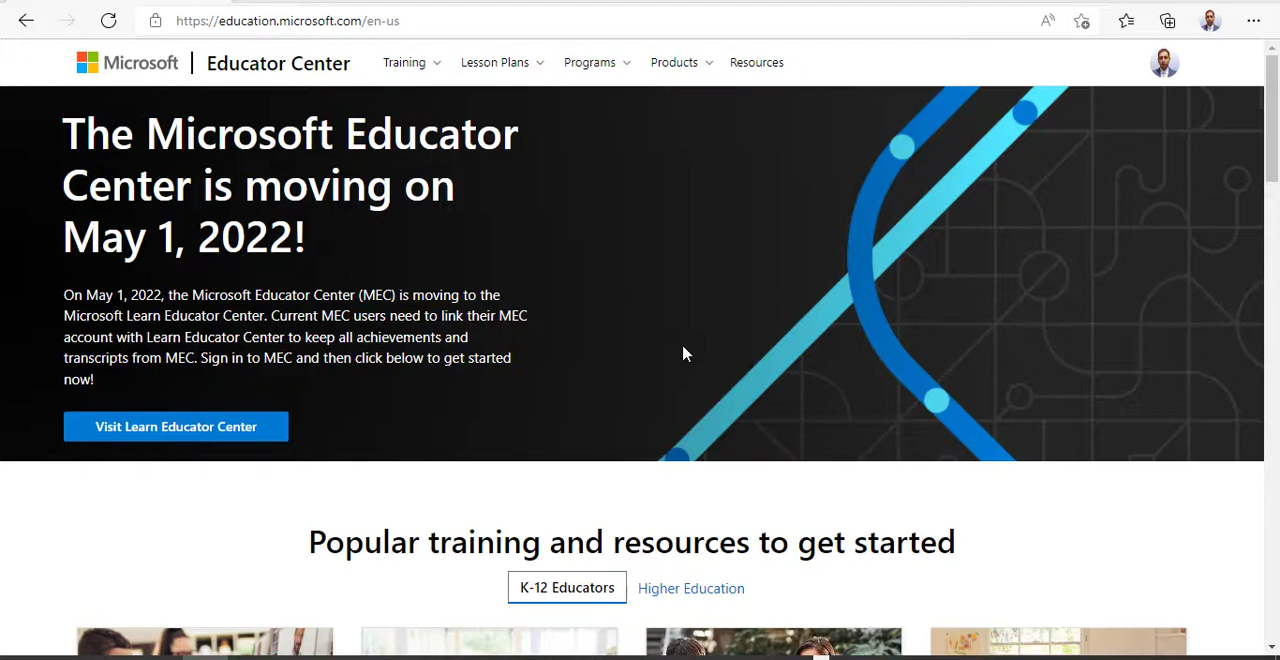 https://education.microsoft.com/en-us
Microsoft | Educator Center
Training
Lesson Plans
Programs
Products
Resources
The Microsoft Educator
Center is moving on
May 1, 2022!
On May 1, 2022, the Microsoft Educator Center (MEC) is moving to the
Microsoft Learn Educator Center. Current MEC users need to link their MEC
account with Learn Educator Center to keep all achievements and
transcripts from MEC. Sign in to MEC and then click below to get started
now!
Visit Learn Educator Center
Popular training and resources to get started
K-12 Educators
Higher Education